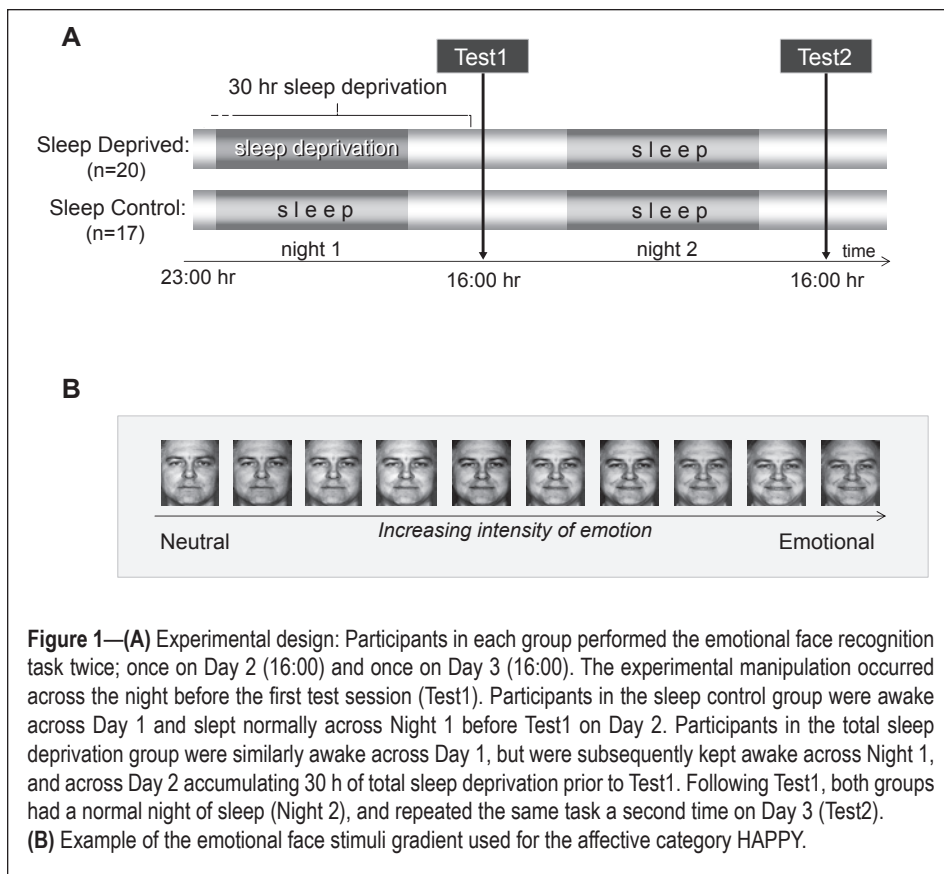 A
Test1
Test2
30 hr sleep deprivation
Sleep Deprived:
(n=20)
sleep deprivation
sleep
Sleep Control:
(n=17)
sleep
sleep
night 1
night 2
time
23:00 hr
16:00 hr
16:00 hr
B
Neutral
Increasing intensity of emotion
Emotional
Figure 1—(A) Experimental design: Participants in each group performed the emotional face recognition
task twice; once on Day 2 (16:00) and once on Day 3 (16:00). The experimental manipulation occurred
across the night before the first test session (Test1). Participants in the sleep control group were awake
across Day 1 and slept normally across Night 1 before Test1 on Day 2. Participants in the total sleep
deprivation group were similarly awake across Day 1, but were subsequently kept awake across Night 1,
and across Day 2 accumulating 30 h of total sleep deprivation prior to Test1. Following Test1, both groups
had a normal night of sleep (Night 2), and repeated the same task a second time on Day 3 (Test2).
(B) Example of the emotional face stimuli gradient used for the affective category HAPPY.